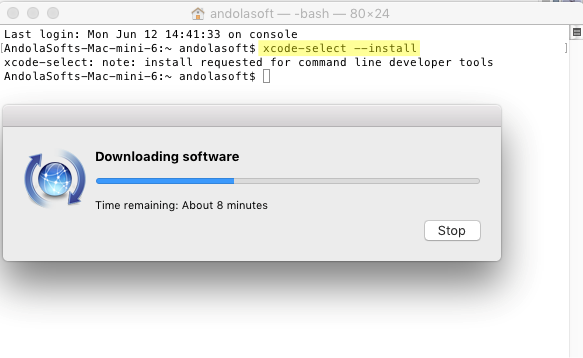 andolasoft — -bash — 80×24
Last login: Mon Jun 12 14:41:33 on console
[AndolaSofts-Mac-mini-6:~ andolasoft$ xcode-select --install ]
xcode-select: note: install requested for command line developer tools
AndolaSofts-Mac-mini-6:~ andolasoft$
Downloading software
Time remaining: About 8 minutes
Stop